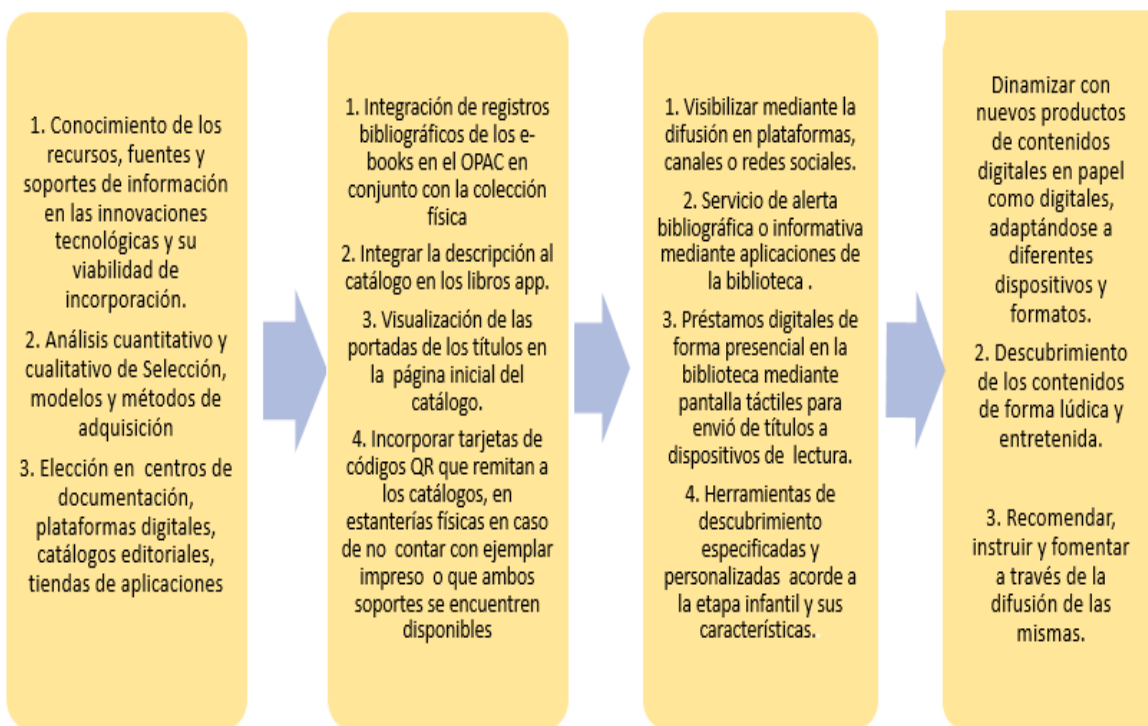 1. Conocimiento de los
recursos, fuentes y
soportes de información
en las innovaciones
tecnológicas y su
viabilidad de
incorporación.
2. Análisis cuantitativo y
cualitativo de Selección,
modelos y métodos de
adquisición
3. Elección en centros de
documentación,
plataformas digitales,
catálogos editoriales,
tiendas de aplicaciones
1. Integración de registros
bibliográficos de los e-
books en el OPAC en
conjunto con la colección
física
2. Integrar la descripción al
catálogo en los libros app.
3. Visualización de las
portadas de los títulos en
la página inicial del
catálogo.
4. Incorporar tarjetas de
códigos QR que remitan a
los catálogos, en
estanterías físicas en caso
de no contar con ejemplar
impreso o que ambos
soportes se encuentren
disponibles
1. Visibilizar mediante la
difusión en plataformas,
canales o redes sociales.
2. Servicio de alerta
bibliográfica o informativa
mediante aplicaciones de
la biblioteca .
3. Préstamos digitales de
forma presencial en la
biblioteca mediante
pantalla táctiles para
envió de títulos a
dispositivos de lectura.
4. Herramientas de
descubrimiento
especificadas y
personalizadas acorde a
la etapa infantil y sus
características.
Dinamizar con
nuevos productos
de contenidos
digitales en papel
como digitales,
adaptándose a
diferentes
dispositivos y
formatos.
2. Descubrimiento
de los contenidos
de forma lúdica y
entretenida.
3. Recomendar,
instruir y fomentar
a través de la
difusión de las
mismas.